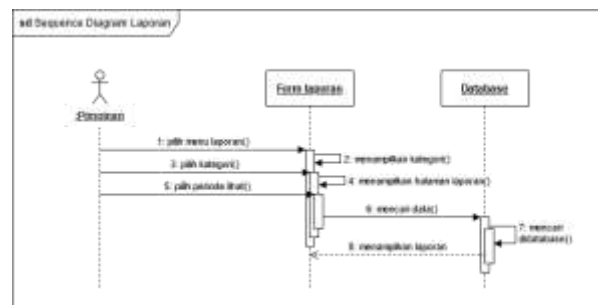 sd Sequence Diagram Laporan
Form laporan
Database
:Pimpinan
1: pilih menu laporan()
2: menampilkan kategori()
3: pilih kategori()
4: menampilkan halaman laporan()
5: pilih periode lihat()
6: mencari data()
7: mencari
didatabase()
8: menampilkan laporan